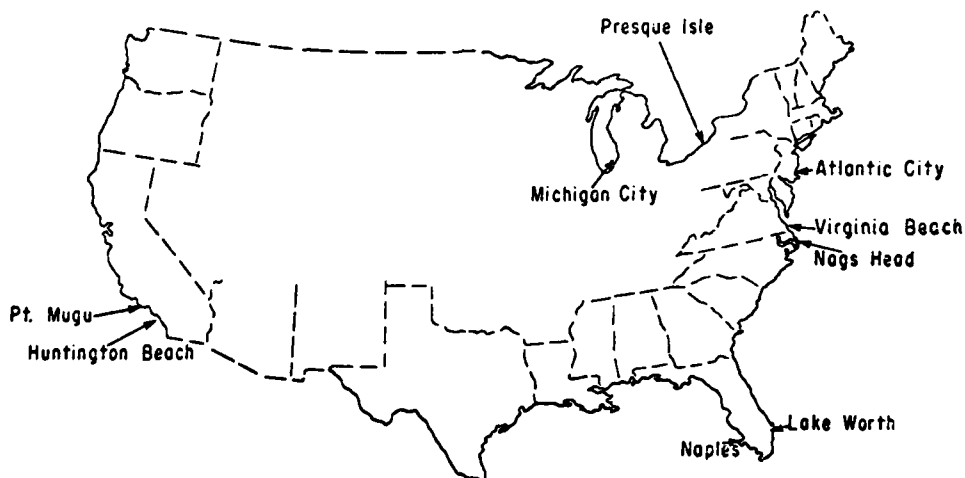 Presque Isle
Michigan City
Atlantic City
Virginia Beach
Nags Head
Pt. Mugu
Huntington Beach
Lake Worth
Naples